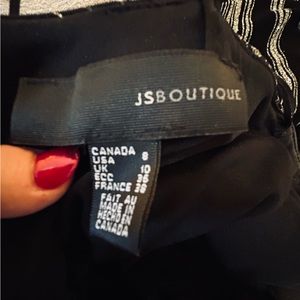 JSBOUTIQUE
CANADA 8
USA 8
UK 10
ECC 36
FRANCE 38
FAIT AU
MADE IN
HECHO EN
CANADA